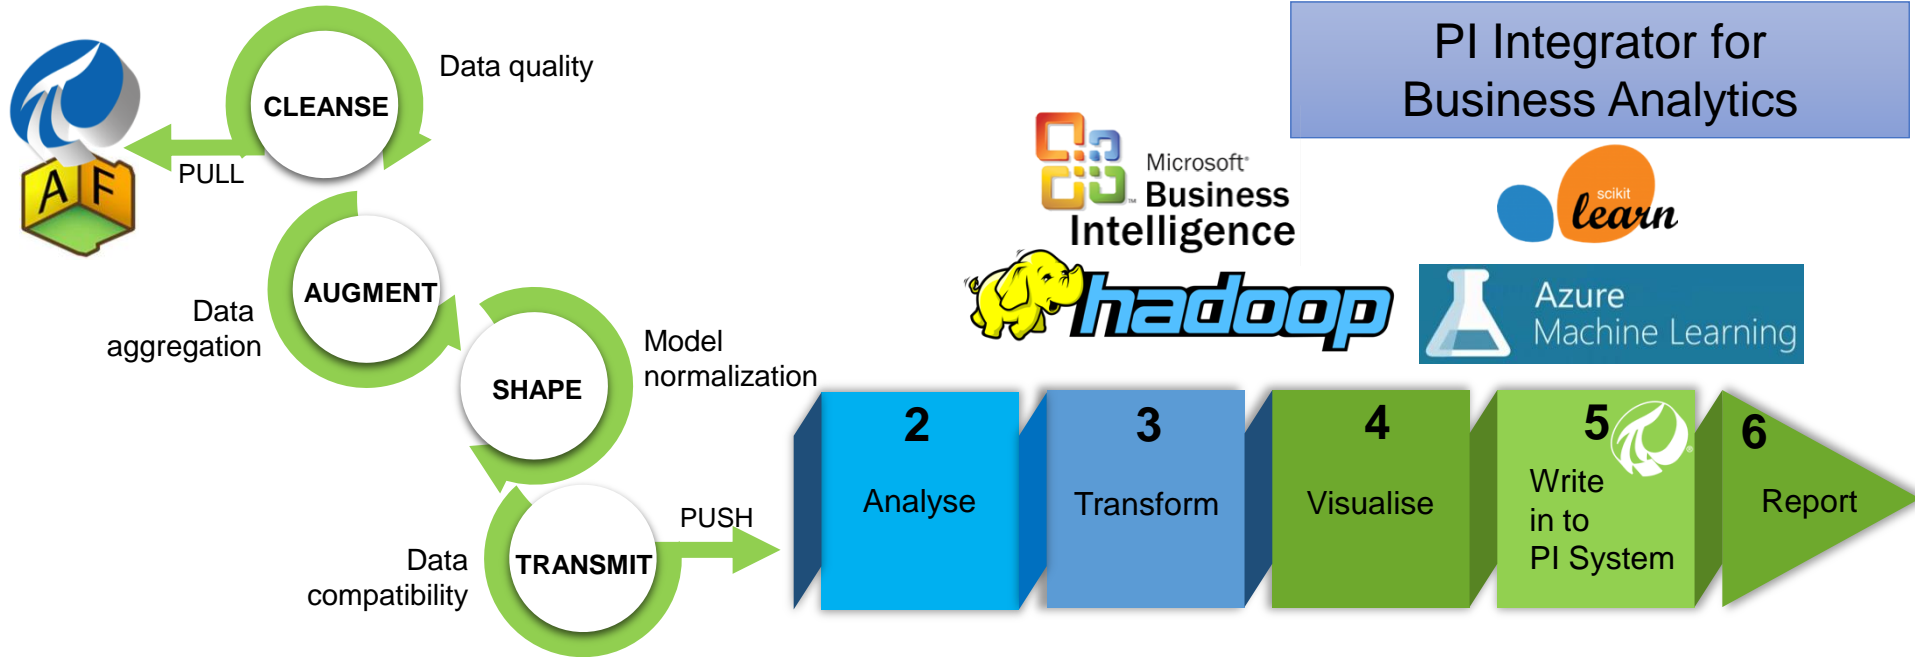 PI Integrator for
Business Analytics
CLEANSE
Data quality
PULL
A F
AUGMENT
Data
aggregation
SHAPE
Model
normalization
TRANSMIT
Data
compatibility
PUSH
Microsoft®
Business
Intelligence
TM
scikit
learn
hadoop
Azure
Machine Learning
2
Analyse
3
Transform
4
Visualise
5
®
Write
in to
PI System
6
Report